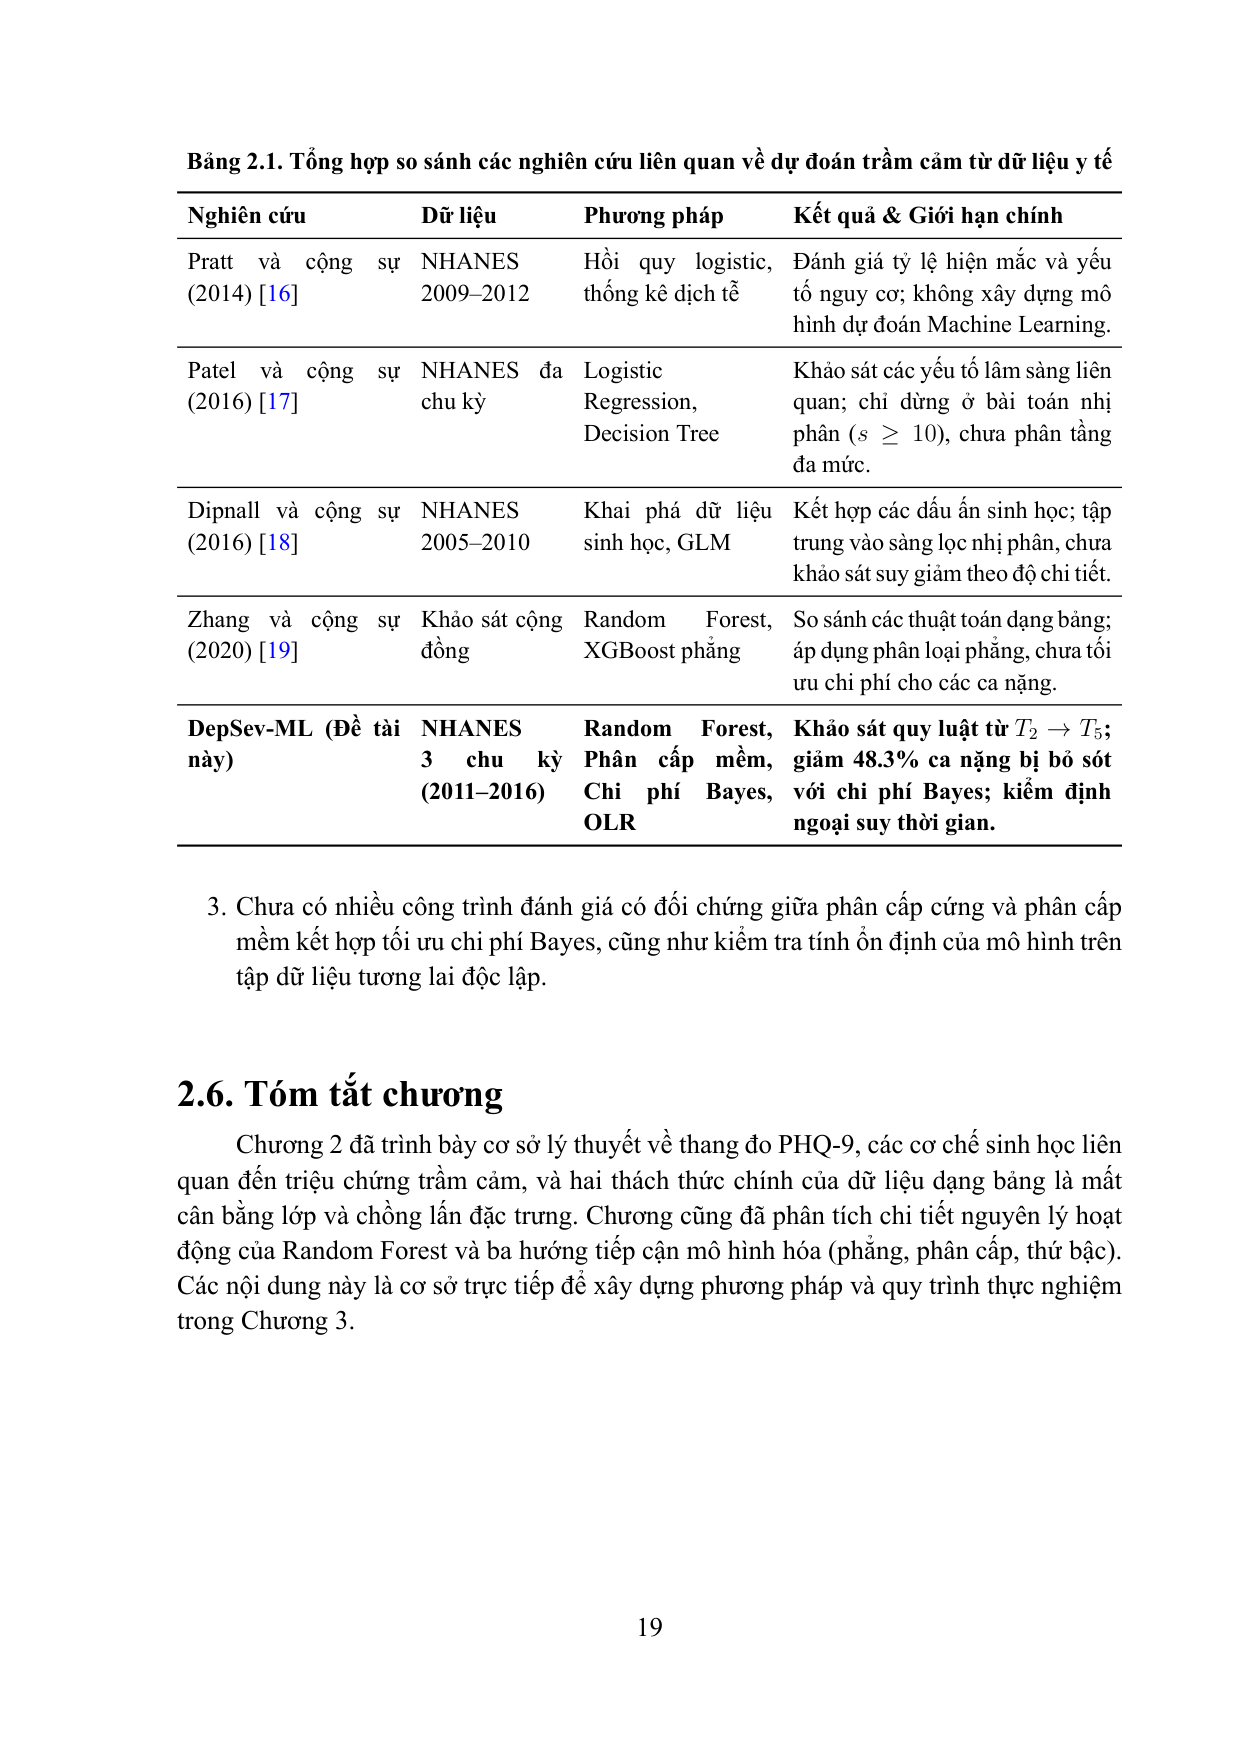 Bảng 2.1. Tổng hợp so sánh các nghiên cứu liên quan về dự đoán trầm cảm từ dữ liệu y tế
Nghiên cứu Dữ liệu Phương pháp Kết quả & Giới hạn chính
Pratt và cộng sự NHANES Hồi quy logistic, Đánh giá tỷ lệ hiện mắc và yếu
(2014) [16] 2009–2012 thống kê dịch tễ tố nguy cơ; không xây dựng mô
hình dự đoán Machine Learning.
Patel và cộng sự NHANES đa Logistic Khảo sát các yếu tố lâm sàng liên
(2016) [17] chu kỳ Regression, quan; chỉ dừng ở bài toán nhị
Decision Tree phân (s ≥ 10), chưa phân tầng
đa mức.
Dipnall và cộng sự NHANES Khai phá dữ liệu Kết hợp các dấu ấn sinh học; tập
(2016) [18] 2005–2010 sinh học, GLM trung vào sàng lọc nhị phân, chưa
khảo sát suy giảm theo độ chi tiết.
Zhang và cộng sự Khảo sát cộng Random Forest, So sánh các thuật toán dạng bảng;
(2020) [19] đồng XGBoost phẳng áp dụng phân loại phẳng, chưa tối
ưu chi phí cho các ca nặng.
DepSev-ML (Đề tài NHANES Random Forest, Khảo sát quy luật từ T₂ → T₅;
này) 3 chu kỳ Phân cấp mềm, giảm 48.3% ca nặng bị bỏ sót
(2011–2016) Chi phí Bayes, với chi phí Bayes; kiểm định
OLR ngoại suy thời gian.
3. Chưa có nhiều công trình đánh giá có đối chứng giữa phân cấp cứng và phân cấp
mềm kết hợp tối ưu chi phí Bayes, cũng như kiểm tra tính ổn định của mô hình trên
tập dữ liệu tương lai độc lập.
2.6. Tóm tắt chương
Chương 2 đã trình bày cơ sở lý thuyết về thang đo PHQ-9, các cơ chế sinh học liên
quan đến triệu chứng trầm cảm, và hai thách thức chính của dữ liệu dạng bảng là mất
cân bằng lớp và chồng lấn đặc trưng. Chương cũng đã phân tích chi tiết nguyên lý hoạt
động của Random Forest và ba hướng tiếp cận mô hình hóa (phẳng, phân cấp, thứ bậc).
Các nội dung này là cơ sở trực tiếp để xây dựng phương pháp và quy trình thực nghiệm
trong Chương 3.
19